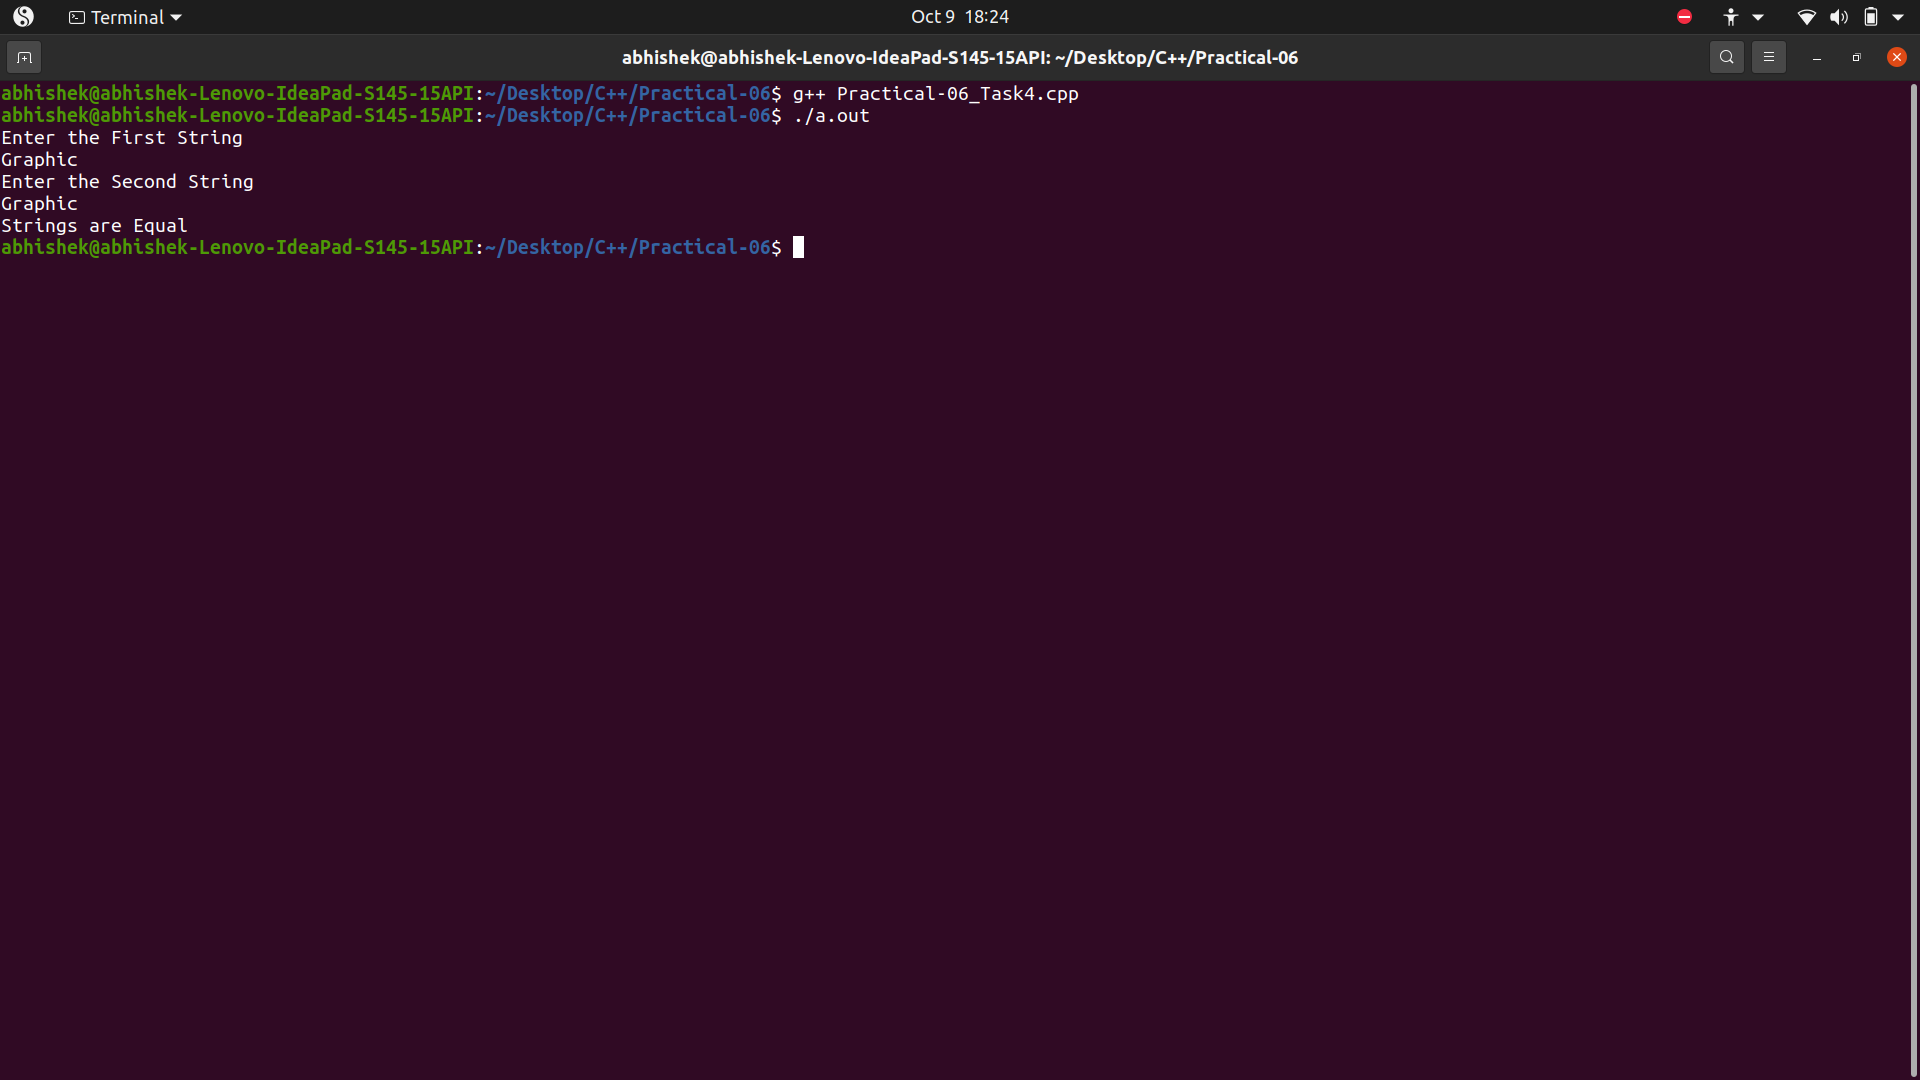 Terminal
Oct 9 18:24
abhishek@abhishek-Lenovo-IdeaPad-S145-15API: ~/Desktop/C++/Practical-06
abhishek@abhishek-Lenovo-IdeaPad-S145-15API:~/Desktop/C++/Practical-06$ g++ Practical-06_Task4.cpp
abhishek@abhishek-Lenovo-IdeaPad-S145-15API:~/Desktop/C++/Practical-06$ ./a.out
Enter the First String
Graphic
Enter the Second String
Graphic
Strings are Equal
abhishek@abhishek-Lenovo-IdeaPad-S145-15API:~/Desktop/C++/Practical-06$